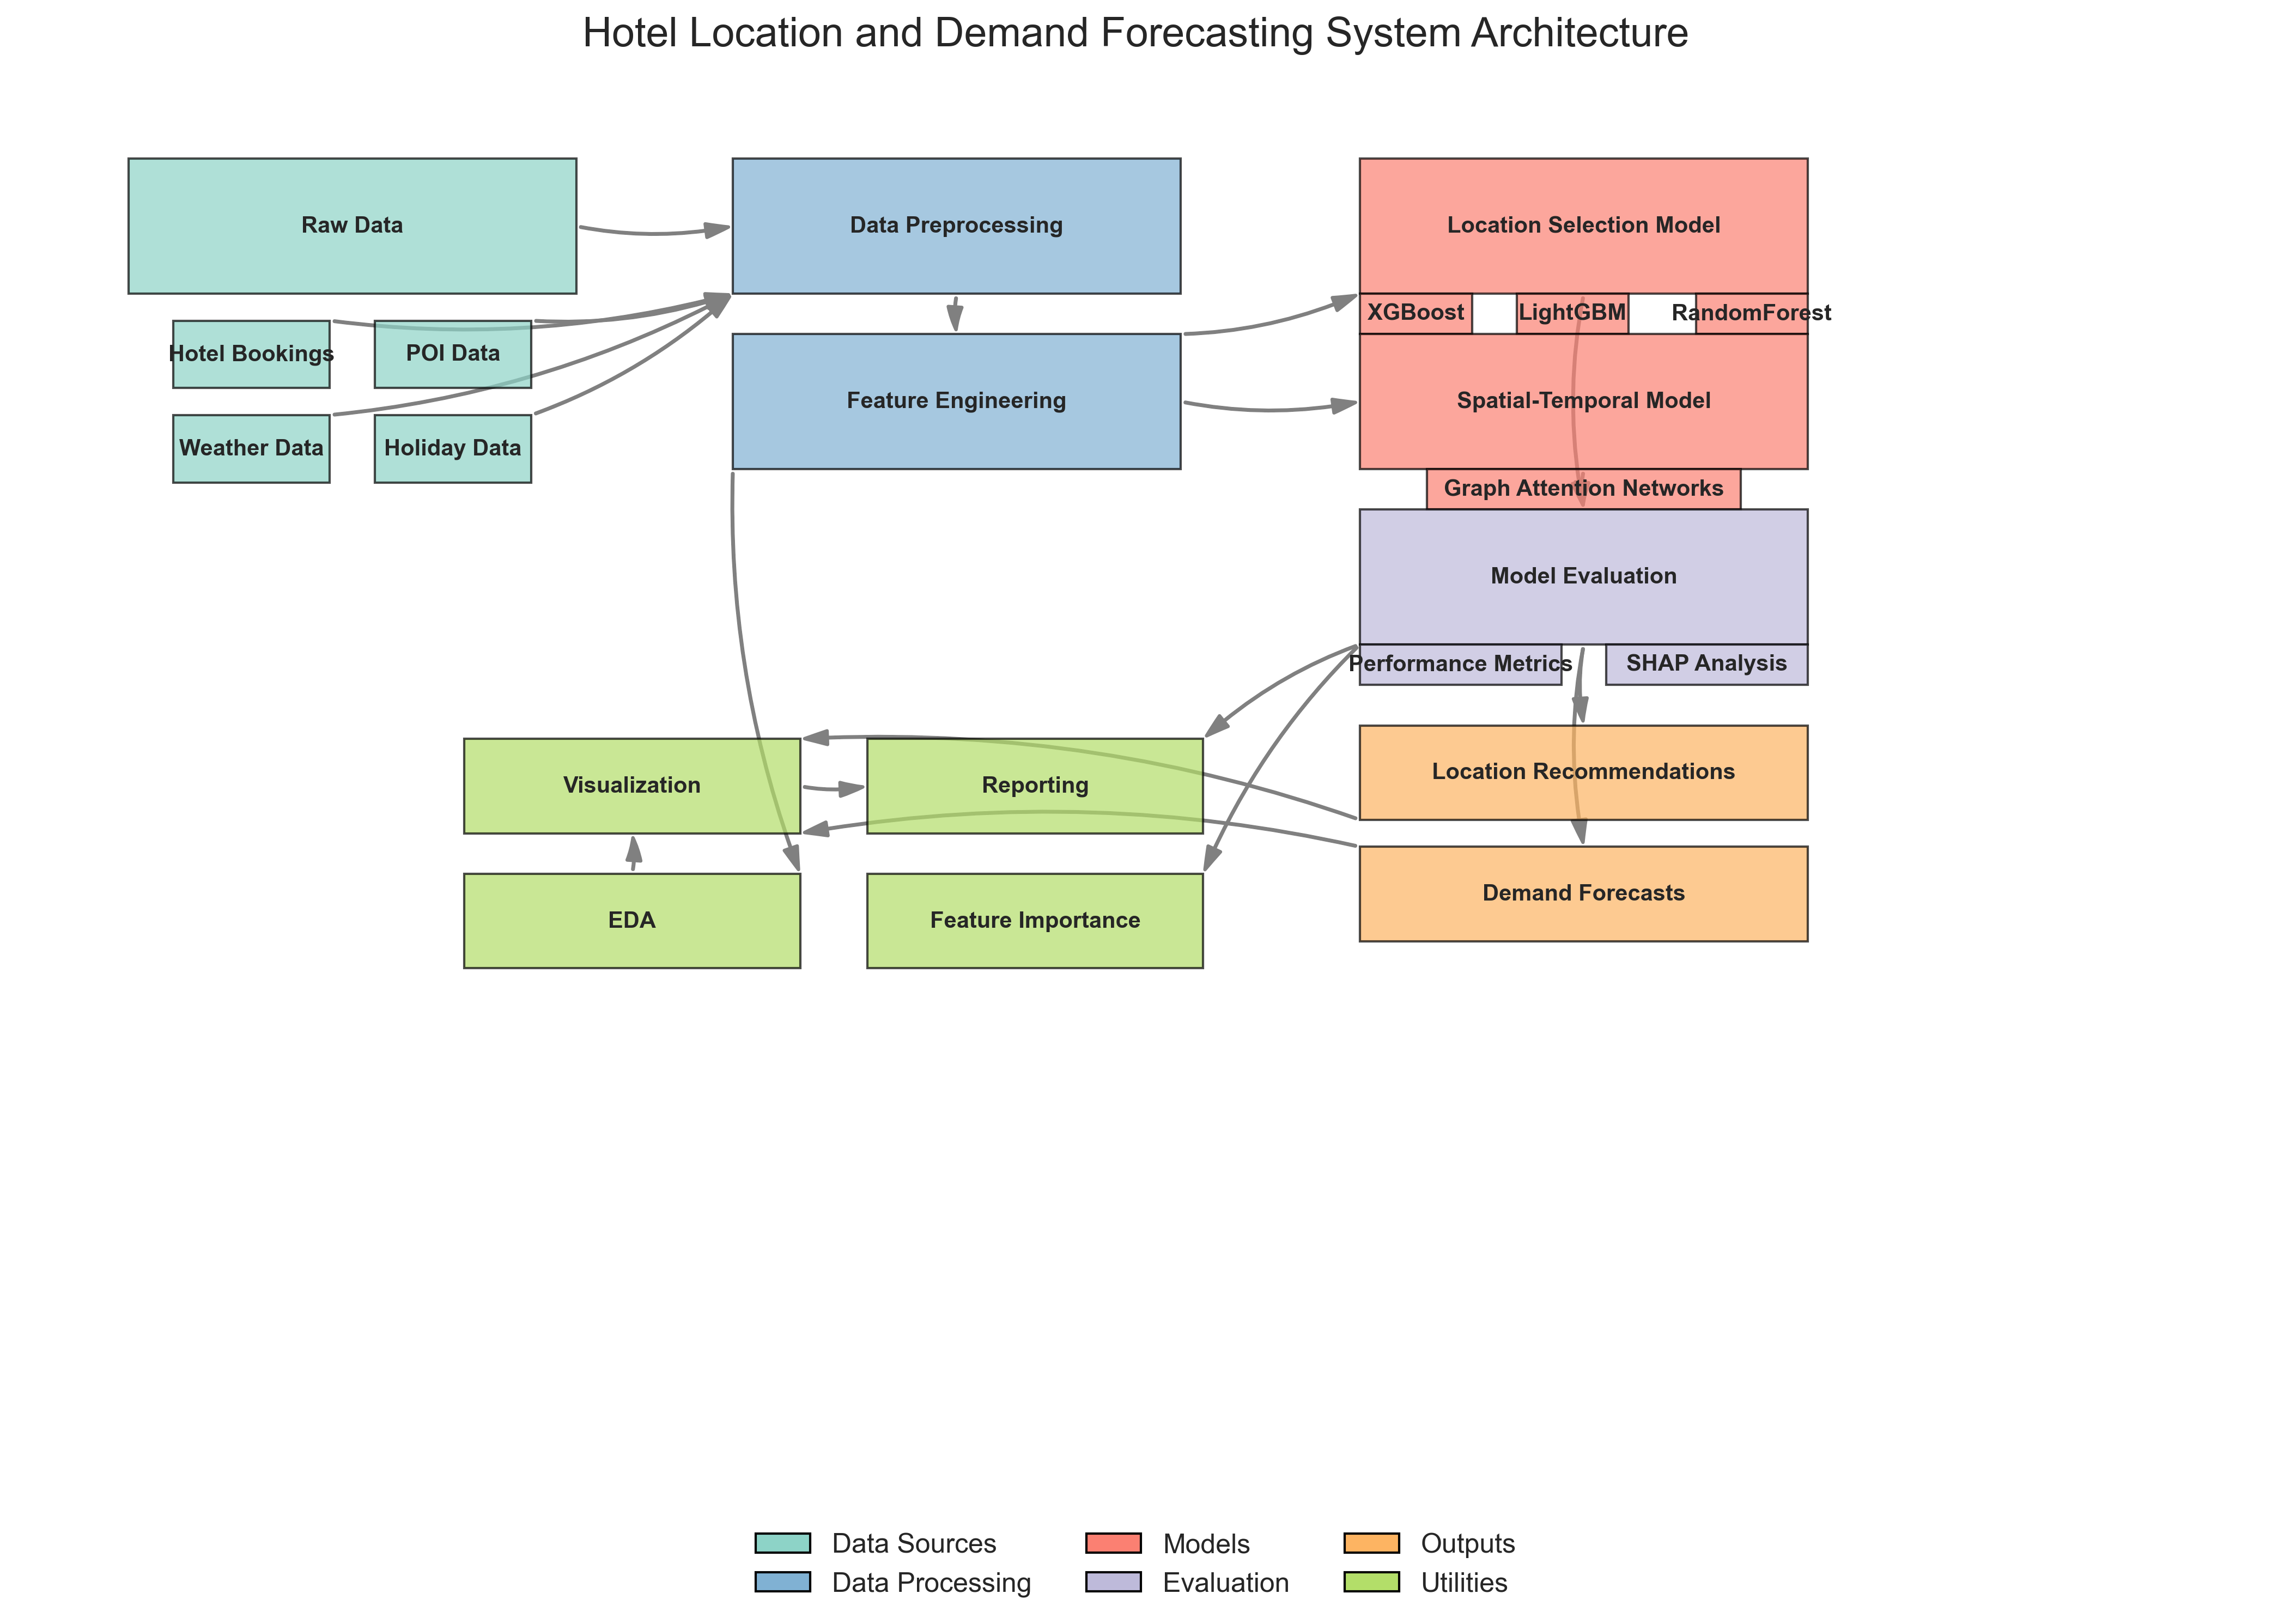 Hotel Location and Demand Forecasting System Architecture
Raw Data
Data Preprocessing
Location Selection Model
XGBoost
LightGBM
RandomForest
Hotel Bookings
POI Data
Feature Engineering
Spatial-Temporal Model
Weather Data
Holiday Data
Graph Attention Networks
Model Evaluation
Performance Metrics
SHAP Analysis
Visualization
Reporting
Location Recommendations
EDA
Feature Importance
Demand Forecasts
Data Sources
Data Processing
Models
Evaluation
Outputs
Utilities